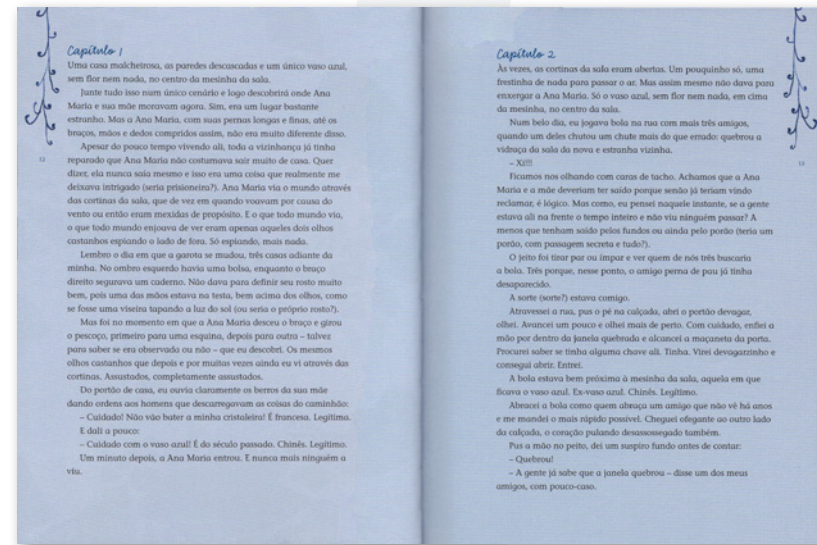 Capítulo 1
Uma casa malcheirosa, as paredes descascadas e um único vaso azul,
sem flor nem nada, no centro da mesinha da sala.
Junte tudo isso num único cenário e logo descobrirá onde Ana
Maria e sua mãe moravam agora. Sim, era um lugar bastante
estranho. Mas a Ana Maria, com suas pernas longas e finas, até os
braços, mãos e dedos compridos assim, não era muito diferente disso.
Apesar do pouco tempo vivendo ali, toda a vizinhança já tinha
reparado que Ana Maria não costumava sair muito de casa. Quer
dizer, ela nunca saía mesmo e isso era uma coisa que realmente me
deixava intrigado (seria prisioneira?). Ana Maria via o mundo através
das cortinas da sala, que de vez em quando voavam por causa do
vento ou então eram mexidas de propósito. E o que todo mundo via,
o que todo mundo enjoava de ver eram apenas aqueles dois olhos
castanhos espiando o lado de fora. Só espiando, mais nada.
Lembro o dia em que a garota se mudou, três casas adiante da
minha. No ombro esquerdo havia uma bolsa, enquanto o braço
direito segurava um caderno. Não dava para definir seu rosto muito
bem, pois uma das mãos estava na testa, bem acima dos olhos, como
se fosse uma viseira tapando a luz do sol (ou seria o próprio rosto?).
Mas foi no momento em que a Ana Maria desceu o braço e girou
o pescoço, primeiro para uma esquina, depois para outra – talvez
para saber se era observada ou não – que eu descobri. Os mesmos
olhos castanhos que depois e por muitas vezes ainda eu vi através das
cortinas. Assustados, completamente assustados.
Do portão de casa, eu ouvia claramente os berros da sua mãe
dando ordens aos homens que descarregavam as coisas do caminhão:
– Cuidado! Não vão bater a minha cristaleira! É francesa. Legítima.
E dali a pouco:
– Cuidado com o vaso azul! É do século passado. Chinês. Legítimo.
Um minuto depois, a Ana Maria entrou. E nunca mais ninguém a
viu.
12
Capítulo 2
Às vezes, as cortinas da sala eram abertas. Um pouquinho só, uma
frestinha de nada para passar o ar. Mas assim mesmo não dava para
enxergar a Ana Maria. Só o vaso azul, sem flor nem nada, em cima
da mesinha, no centro da sala.
Num belo dia, eu jogava bola na rua com mais três amigos,
quando um deles chutou um chute mais do que errado: quebrou a
vidraça da sala da nova e estranha vizinha.
– Xi!!!
Ficamos nos olhando com caras de tacho. Achamos que a Ana
Maria e a mãe deveriam ter saído porque senão já teriam vindo
reclamar, é lógico. Mas como, eu pensei naquele instante, se a gente
estava ali na frente o tempo inteiro e não viu ninguém passar? A
menos que tenham saído pelos fundos ou ainda pelo porão (teria um
porão, com passagem secreta e tudo?).
O jeito foi tirar par ou ímpar e ver quem de nós três buscaria
a bola. Três porque, nesse ponto, o amigo perna de pau já tinha
desaparecido.
A sorte (sorte?) estava comigo.
Atravessei a rua, pus o pé na calçada, abri o portão devagar,
olhei. Avancei um pouco e olhei mais de perto. Com cuidado, enfiei a
mão por dentro da janela quebrada e alcancei a maçaneta da porta.
Procurei saber se tinha alguma chave ali. Tinha. Virei devagarzinho e
consegui abrir. Entrei.
A bola estava bem próxima à mesinha da sala, aquela em que
ficava o vaso azul. Ex-vaso azul. Chinês. Legítimo.
Abracei a bola como quem abraça um amigo que não vê há anos
e me mandei o mais rápido possível. Cheguei ofegante ao outro lado
da calçada, o coração pulando desassossegado também.
Pus a mão no peito, dei um suspiro fundo antes de contar:
– Quebrou!
– A gente já sabe que a janela quebrou – disse um dos meus
amigos, com pouco-caso.
13